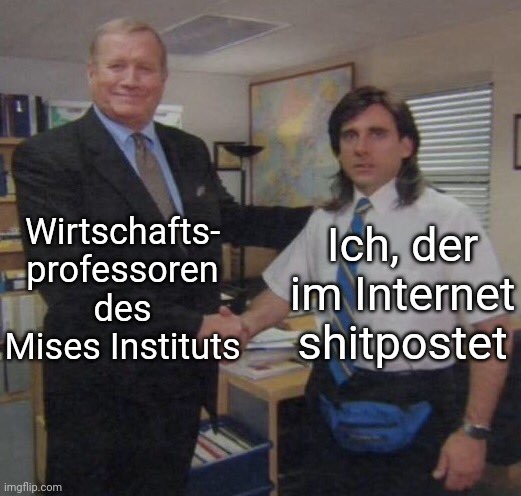 Wirtschafts-
professoren
des
Mises Instituts
Ich, der
im Internet
shitpostet
imgflip.com